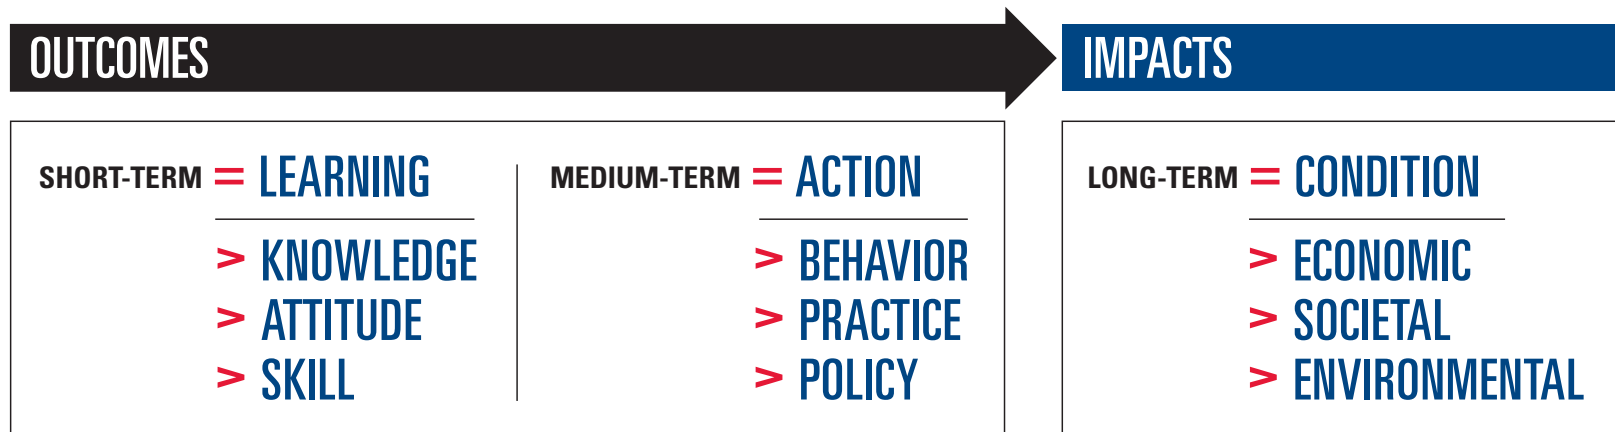 OUTCOMES
IMPACTS
SHORT-TERM = LEARNING
> KNOWLEDGE
> ATTITUDE
> SKILL
MEDIUM-TERM = ACTION
> BEHAVIOR
> PRACTICE
> POLICY
LONG-TERM = CONDITION
> ECONOMIC
> SOCIETAL
> ENVIRONMENTAL